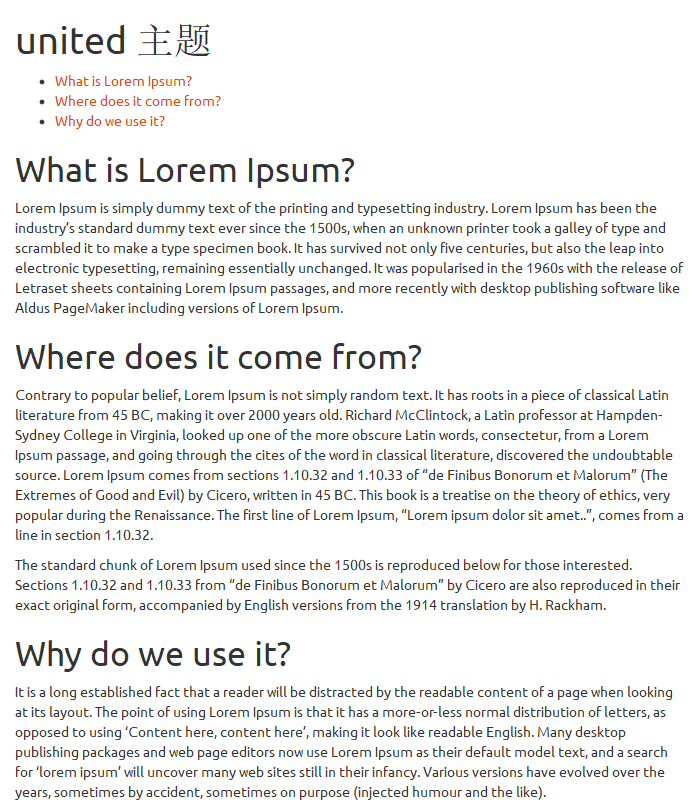 united 主题
What is Lorem Ipsum?
Where does it come from?
Why do we use it?
What is Lorem Ipsum?
Lorem Ipsum is simply dummy text of the printing and typesetting industry. Lorem Ipsum has been the
industry’s standard dummy text ever since the 1500s, when an unknown printer took a galley of type and
scrambled it to make a type specimen book. It has survived not only five centuries, but also the leap into
electronic typesetting, remaining essentially unchanged. It was popularised in the 1960s with the release of
Letraset sheets containing Lorem Ipsum passages, and more recently with desktop publishing software like
Aldus PageMaker including versions of Lorem Ipsum.
Where does it come from?
Contrary to popular belief, Lorem Ipsum is not simply random text. It has roots in a piece of classical Latin
literature from 45 BC, making it over 2000 years old. Richard McClintock, a Latin professor at Hampden-
Sydney College in Virginia, looked up one of the more obscure Latin words, consectetur, from a Lorem
Ipsum passage, and going through the cites of the word in classical literature, discovered the undoubtable
source. Lorem Ipsum comes from sections 1.10.32 and 1.10.33 of “de Finibus Bonorum et Malorum” (The
Extremes of Good and Evil) by Cicero, written in 45 BC. This book is a treatise on the theory of ethics, very
popular during the Renaissance. The first line of Lorem Ipsum, “Lorem ipsum dolor sit amet..”, comes from a
line in section 1.10.32.
The standard chunk of Lorem Ipsum used since the 1500s is reproduced below for those interested.
Sections 1.10.32 and 1.10.33 from “de Finibus Bonorum et Malorum” by Cicero are also reproduced in their
exact original form, accompanied by English versions from the 1914 translation by H. Rackham.
Why do we use it?
It is a long established fact that a reader will be distracted by the readable content of a page when looking
at its layout. The point of using Lorem Ipsum is that it has a more-or-less normal distribution of letters, as
opposed to using ‘Content here, content here’, making it look like readable English. Many desktop
publishing packages and web page editors now use Lorem Ipsum as their default model text, and a search
for ‘lorem ipsum’ will uncover many web sites still in their infancy. Various versions have evolved over the
years, sometimes by accident, sometimes on purpose (injected humour and the like).